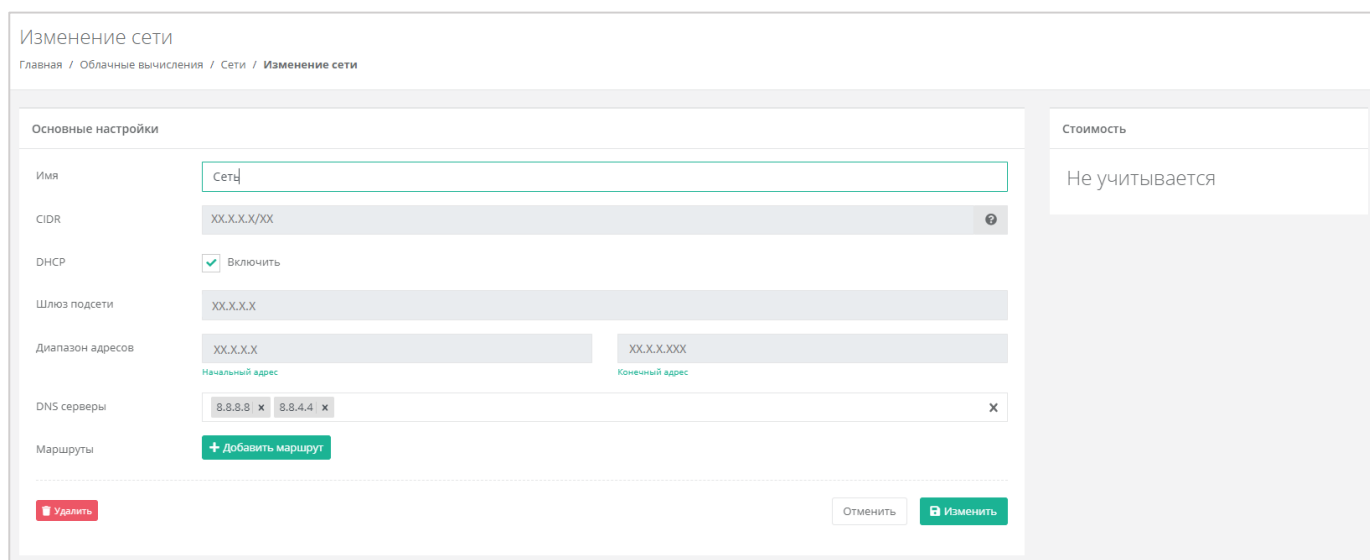 Изменение сети
Главная / Облачные вычисления / Сети / Изменение сети
Основные настройки
Стоимость
Имя
Сеть
Не учитывается
CIDR
XX.X.X.X/XX
DHCP
Включить
Шлюз подсети
XX.X.X.X
Диапазон адресов
XX.X.X.X
XX.X.X.XXX
Начальный адрес
Конечный адрес
DNS серверы
8.8.8.8 x 8.8.4.4 x
Маршруты
+ Добавить маршрут
Удалить
Отменить
Изменить